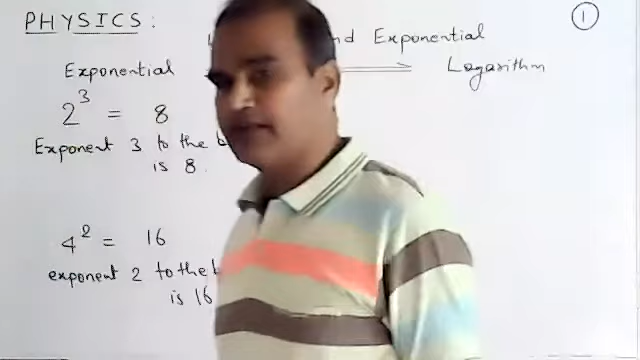 PHYSICS :
and Exponential
1
Exponential
Logarithm
2³ = 8
Exponent 3 to the
is 8.
4² = 16
exponent 2 to the
is 16